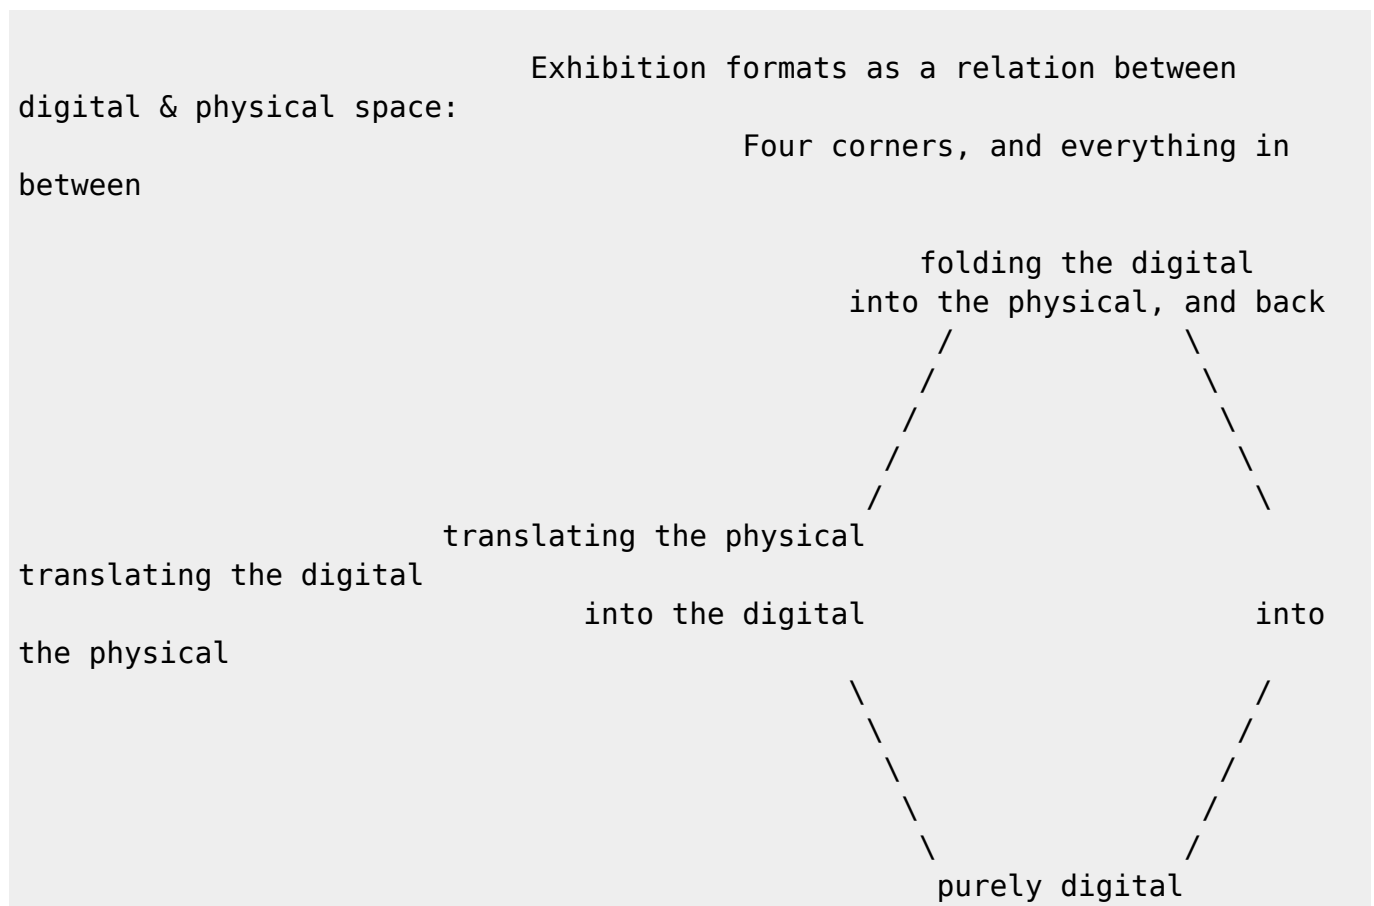 Exhibition formats as a relation between
digital & physical space:
Four corners, and everything in
between
folding the digital
into the physical, and back
/ \
/ \
/ \
/ \
/ \
translating the physical
translating the digital
into the digital into
the physical
\ /
\ /
\ /
\ /
\ /
purely digital